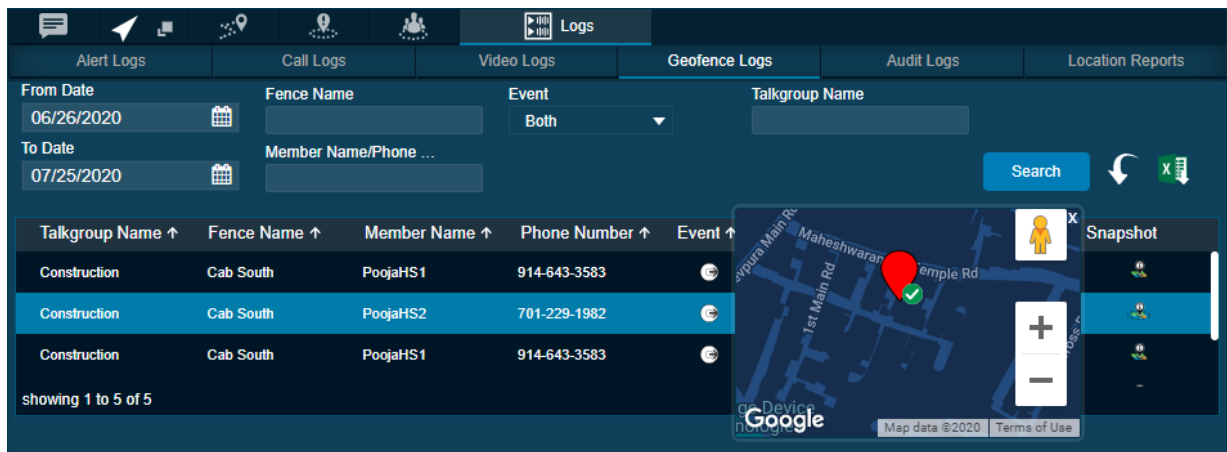 Logs
Alert Logs Call Logs Video Logs Geofence Logs Audit Logs Location Reports
From Date Fence Name Event Talkgroup Name
06/26/2020 Both
To Date Member Name/Phone ...
07/25/2020 Search
Talkgroup Name Fence Name Member Name Phone Number Event Snapshot
Construction Cab South PoojaHS1 914-643-3583
Construction Cab South PoojaHS2 701-229-1982
Construction Cab South PoojaHS1 914-643-3583
showing 1 to 5 of 5
X
Main Rd
Maheshwaran
emple Rd
1st Main Rd
Google
Map data ©2020 Terms of Use